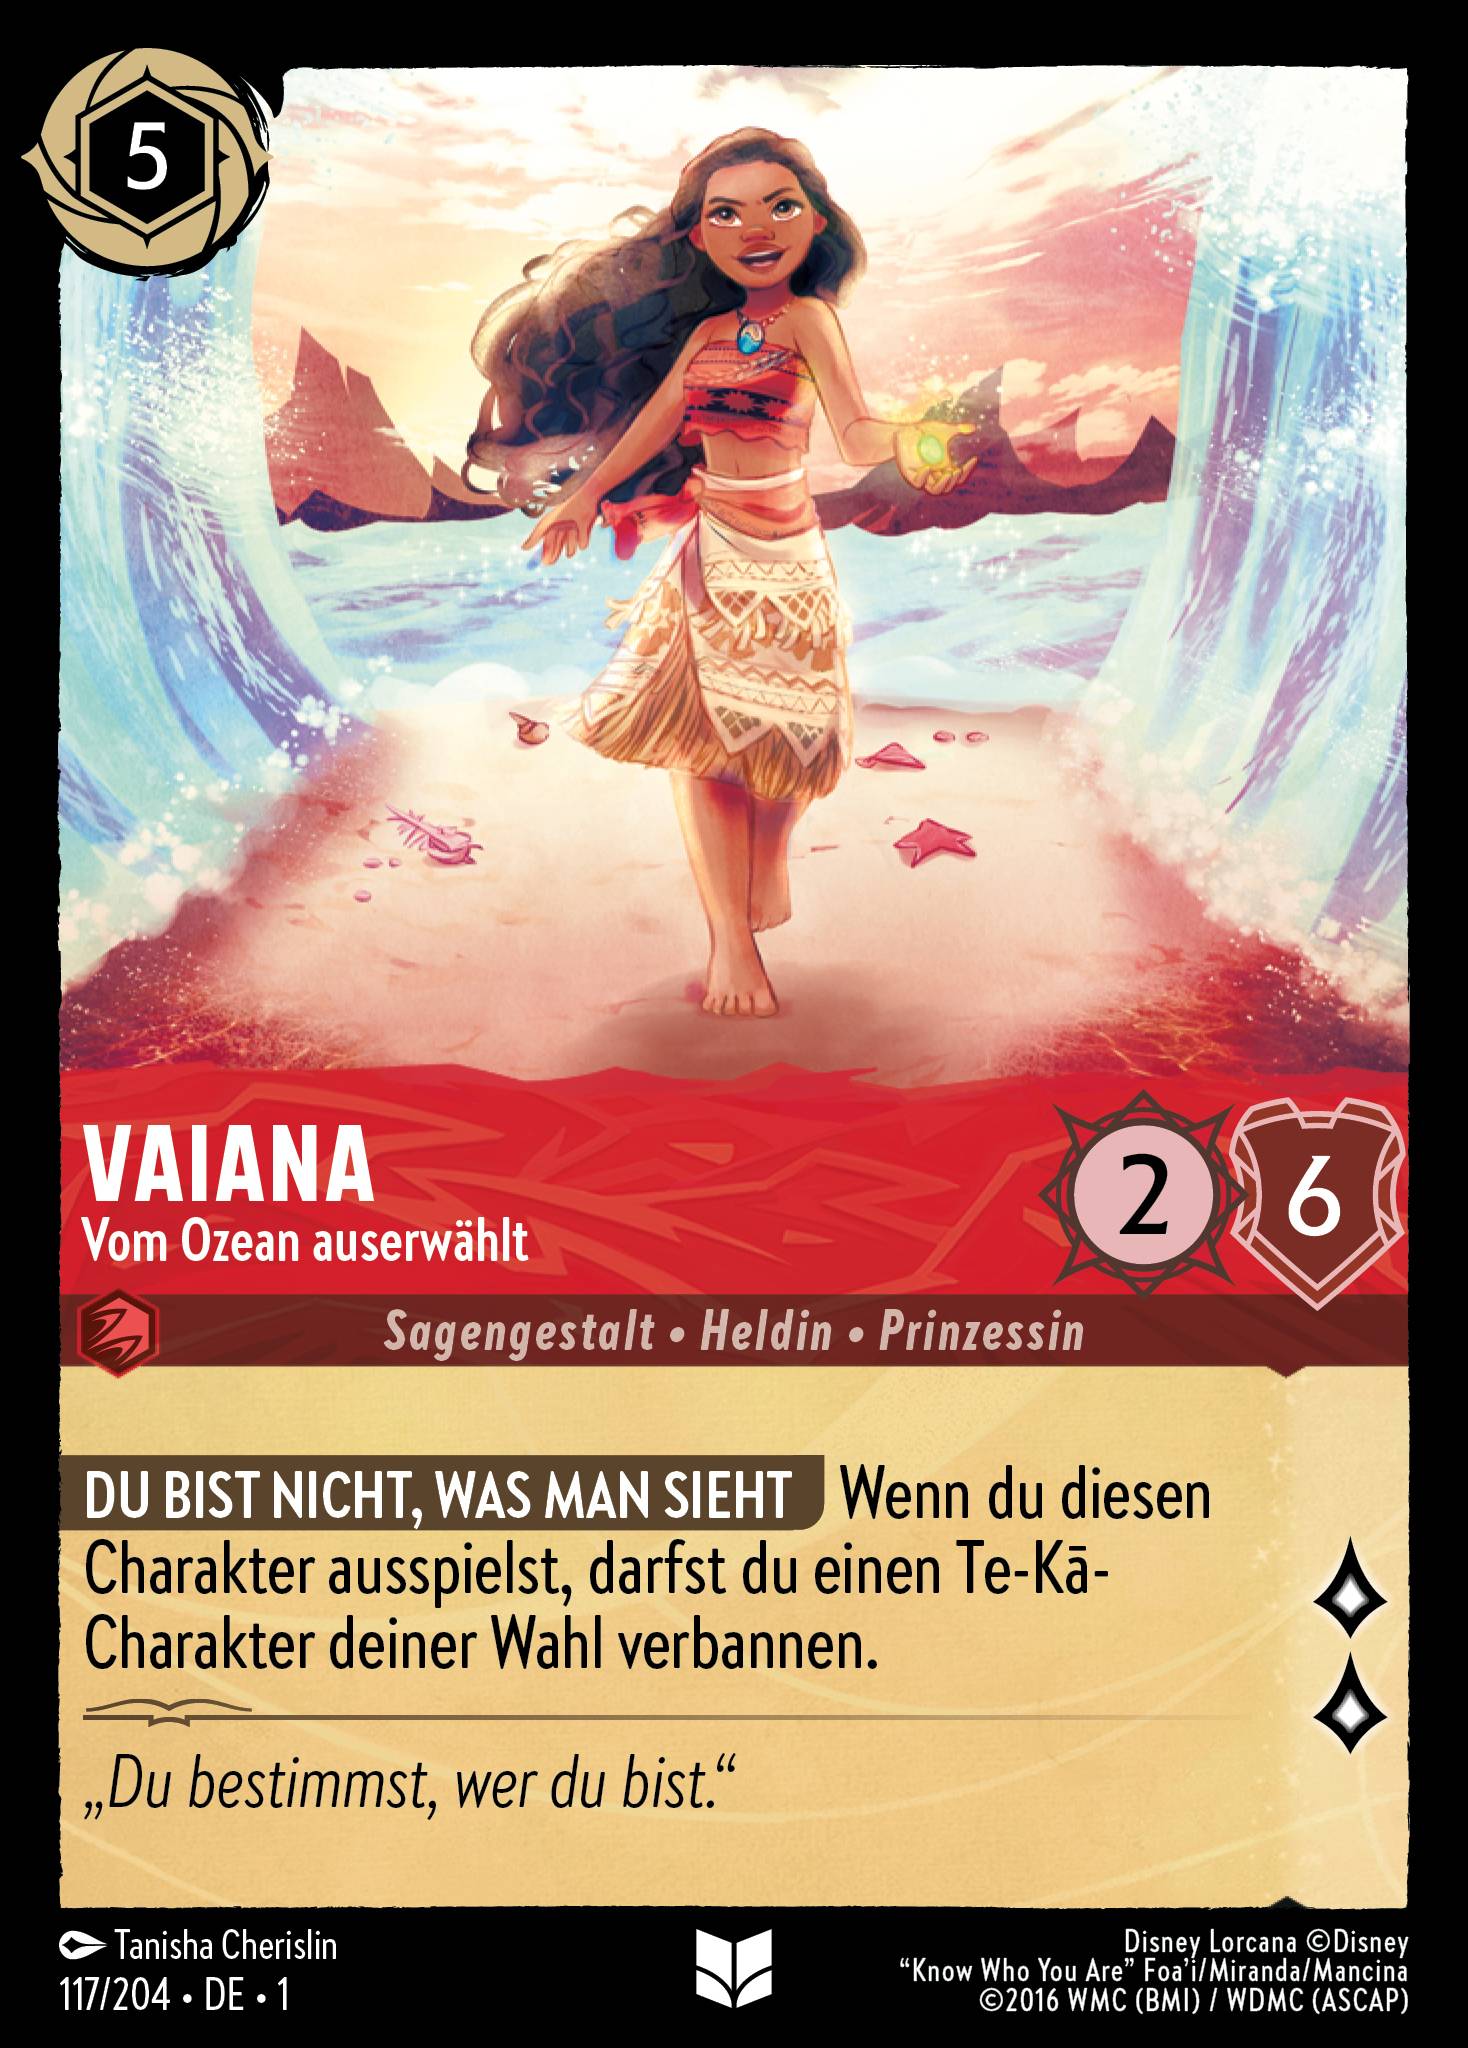 5
VAIANA
Vom Ozean auserwählt
2
6
Sagengestalt • Heldin • Prinzessin
DU BIST NICHT, WAS MAN SIEHT Wenn du diesen
Charakter ausspielst, darfst du einen Te-Kā-
Charakter deiner Wahl verbannen.
„Du bestimmst, wer du bist.“
Tanisha Cherislin
117/204 • DE • 1
Disney Lorcana ©Disney
“Know Who You Are” Foa’i/Miranda/Mancina
©2016 WMC (BMI) / WDMC (ASCAP)